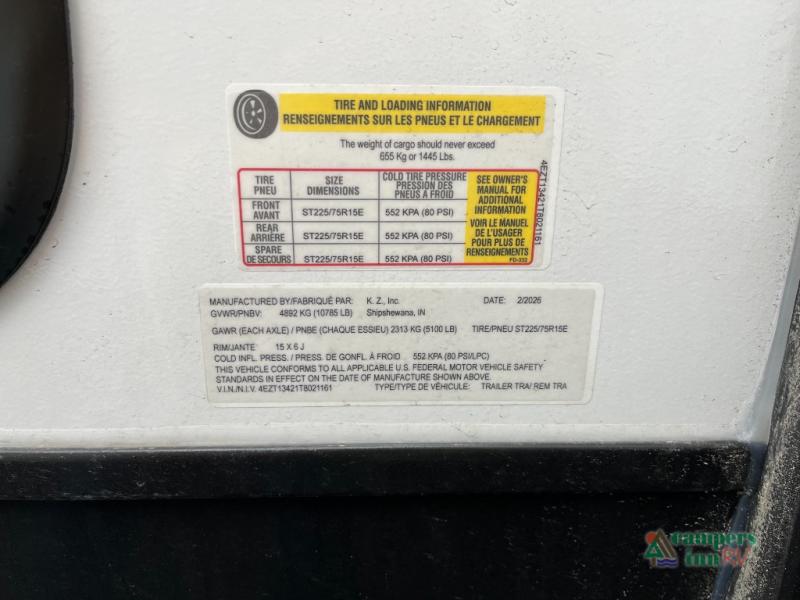 TIRE AND LOADING INFORMATION
RENSEIGNEMENTS SUR LES PNEUS ET LE CHARGEMENT
The weight of cargo should never exceed
655 Kg or 1445 Lbs.
TIRE PNEU
SIZE DIMENSIONS
COLD TIRE PRESSURE PRESSION DES PNEUS À FROID
FRONT AVANT ST225/75R15E 552 KPA (80 PSI)
REAR ARRIÈRE ST225/75R15E 552 KPA (80 PSI)
SPARE DE SECOURS ST225/75R15E 552 KPA (80 PSI)
SEE OWNER'S
MANUAL FOR
ADDITIONAL
INFORMATION
VOIR LE MANUEL
DE L'USAGER
POUR PLUS DE
RENSEIGNEMENTS
FD-332
4EZT13421T8021161
MANUFACTURED BY/FABRIQUÉ PAR: K. Z., Inc. DATE: 2/2026
GVWR/PNBV: 4892 KG (10785 LB) Shipshewana, IN
GAWR (EACH AXLE) / PNBE (CHAQUE ESSIEU) 2313 KG (5100 LB) TIRE/PNEU ST225/75R15E
RIM/JANTE 15 X 6 J
COLD INFL. PRESS. / PRESS. DE GONFL. À FROID 552 KPA (80 PSI/LPC)
THIS VEHICLE CONFORMS TO ALL APPLICABLE U.S. FEDERAL MOTOR VEHICLE SAFETY
STANDARDS IN EFFECT ON THE DATE OF MANUFACTURE SHOWN ABOVE.
V.I.N./N.I.V. 4EZT13421T8021161 TYPE/TYPE DE VÉHICULE: TRAILER TRA/ REM TRA
campers
inn RV